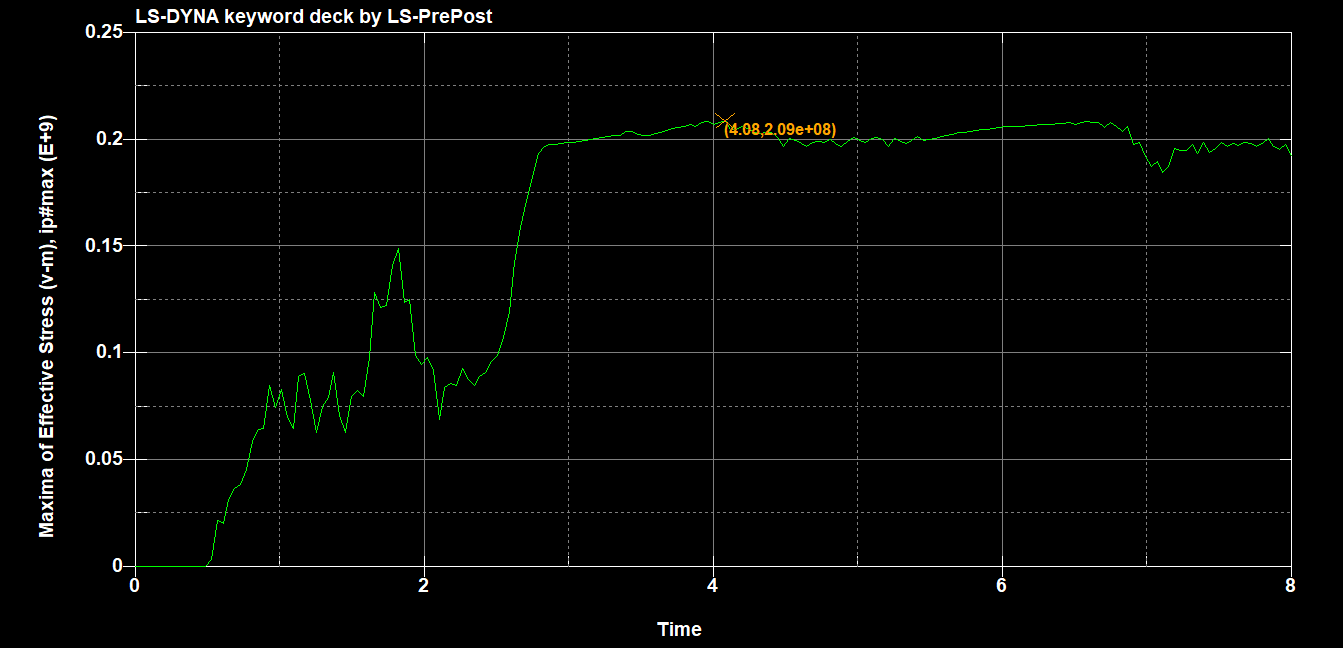 LS-DYNA keyword deck by LS-PrePost
Maxima of Effective Stress (v-m), ip#max (E+9)
0.25
0.2
0.15
0.1
0.05
0
(4.08,2.09e+08)
0 2 4 6 8
Time